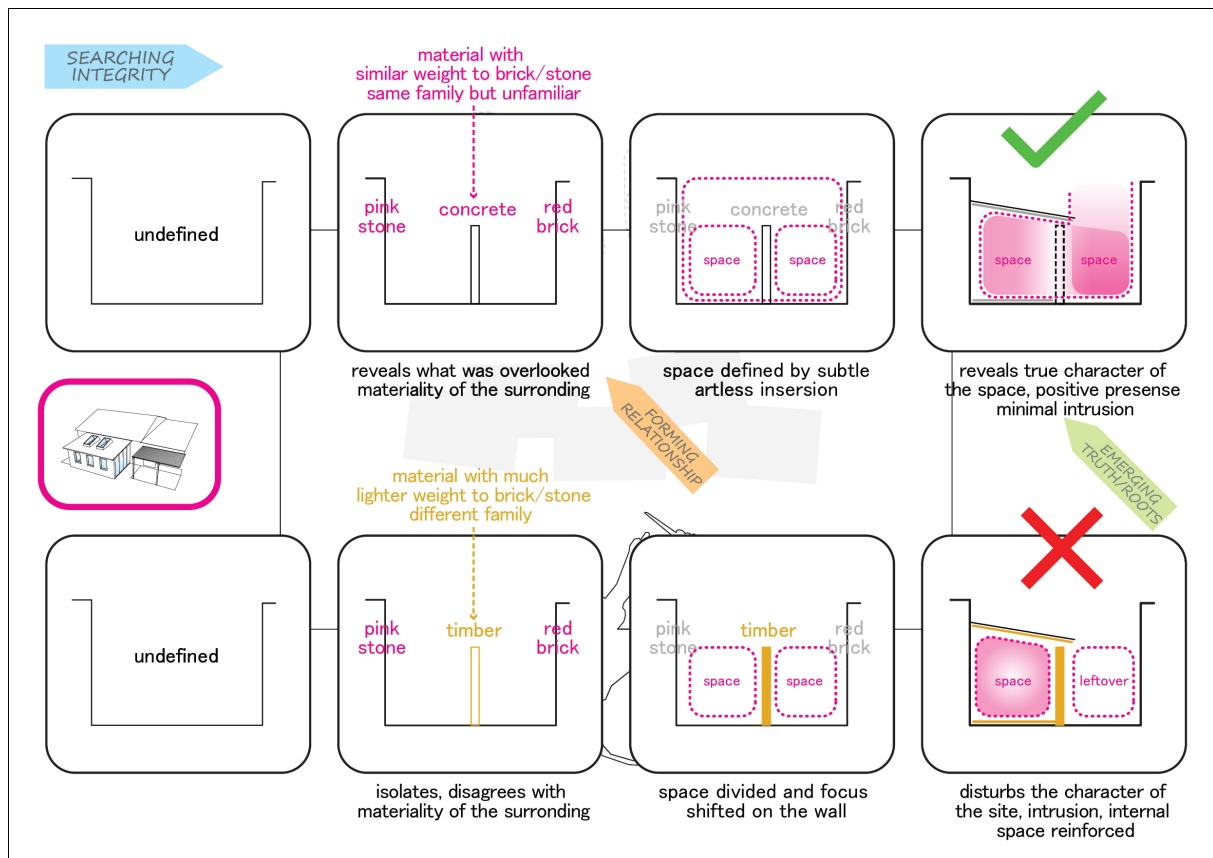 SEARCHING
INTEGRITY
material with
similar weight to brick/stone
same family but unfamiliar
undefined
pink
stone
concrete
red
brick
pink
stone
concrete
red
brick
space
space
space
space
reveals what was overlooked
materiality of the surronding
space defined by subtle
artless insersion
reveals true character of
the space, positive presense
minimal intrusion
FORMING
RELATIONSHIP
EMERGING
TRUTH/ROOTS
material with much
lighter weight to brick/stone
different family
undefined
pink
stone
timber
red
brick
pink
stone
timber
red
brick
space
space
space
leftover
isolates, disagrees with
materiality of the surronding
space divided and focus
shifted on the wall
disturbs the character of
the site, intrusion, internal
space reinforced